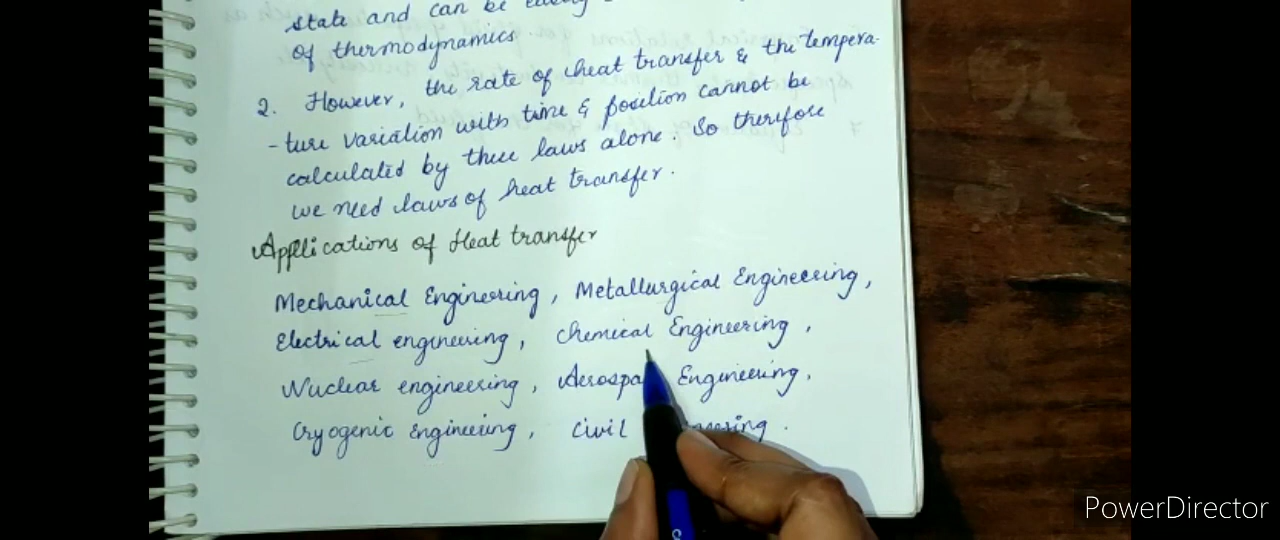 state and can be
of thermodynamics.
2. However, the rate of heat transfer & the tempera-
-ture variation with time & position cannot be
calculated by these laws alone. So therefore
we need laws of heat transfer.
Applications of Heat transfer
Mechanical Engineering, Metallurgical Engineering,
Electrical engineering, Chemical Engineering,
Nuclear engineering, Aerospa Engineering,
Cryogenic Engineering, Civil
PowerDirector